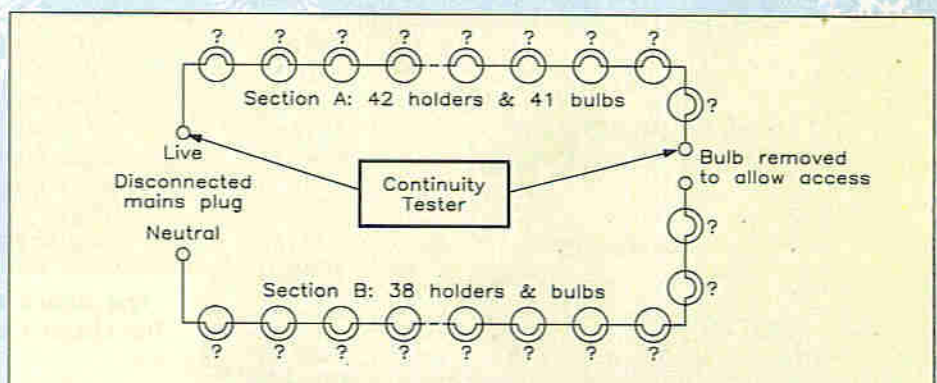 ? ? ? ? ? ? ? ?
Section A: 42 holders & 41 bulbs
?
Live
Bulb removed
to allow access
Disconnected
mains plug
Continuity
Tester
Neutral
?
Section B: 38 holders & bulbs
?
? ? ? ? ? ? ? ?